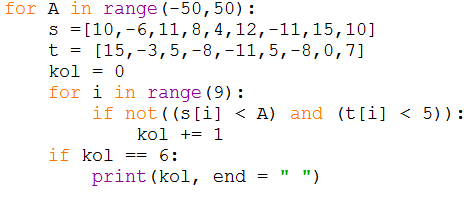 for A in range(-50,50):
s =[10,-6,11,8,4,12,-11,15,10]
t = [15,-3,5,-8,-11,5,-8,0,7]
kol = 0
for i in range(9):
if not((s[i] < A) and (t[i] < 5)):
kol += 1
if kol == 6:
print(kol, end = " ")